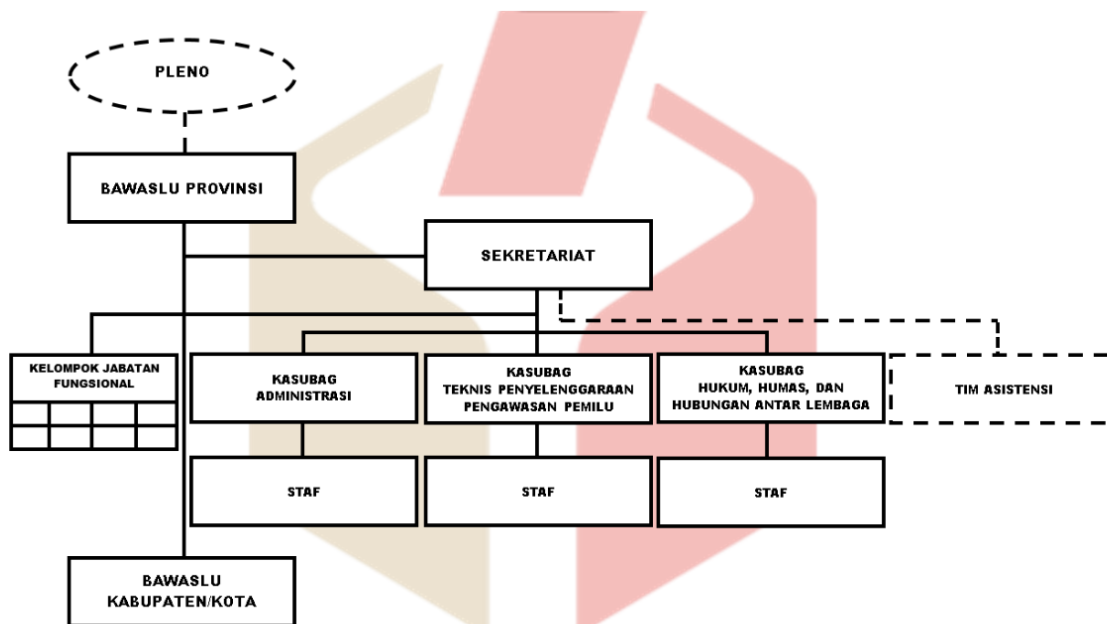 PLENO
BAWASLU PROVINSI
SEKRETARIAT
KELOMPOK JABATAN
FUNGSIONAL
KASUBAG
ADMINISTRASI
KASUBAG
TEKNIS PENYELENGGARAAN
PENGAWASAN PEMILU
KASUBAG
HUKUM, HUMAS, DAN
HUBUNGAN ANTAR LEMBAGA
TIM ASISTENSI
STAF
STAF
STAF
BAWASLU
KABUPATEN/KOTA